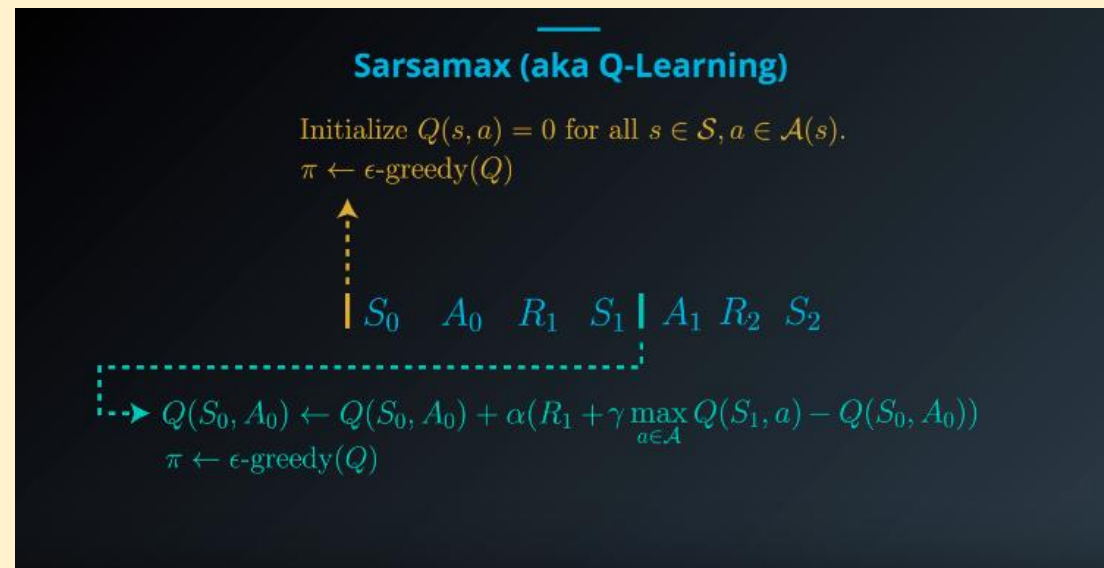 Sarsamax (aka Q-Learning)
Initialize Q(s, a) = 0 for all s ∈ 𝒮, a ∈ 𝒜(s).
π ← ϵ-greedy(Q)
S₀ A₀ R₁ S₁ A₁ R₂ S₂
Q(S₀, A₀) ← Q(S₀, A₀) + α(R₁ + γ max Q(S₁, a) − Q(S₀, A₀))
a∈𝒜
π ← ϵ-greedy(Q)